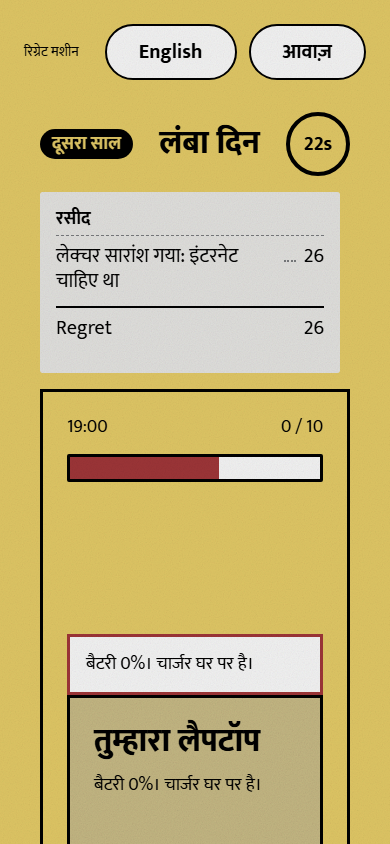 रिग्रेट मशीन
English
आवाज़
दूसरा साल
लंबा दिन
22s
रसीद
लेक्चर सारांश गया: इंटरनेट .... 26
चाहिए था
Regret 26
19:00 0 / 10
बैटरी 0%। चार्जर घर पर है।
तुम्हारा लैपटॉप
बैटरी 0%। चार्जर घर पर है।